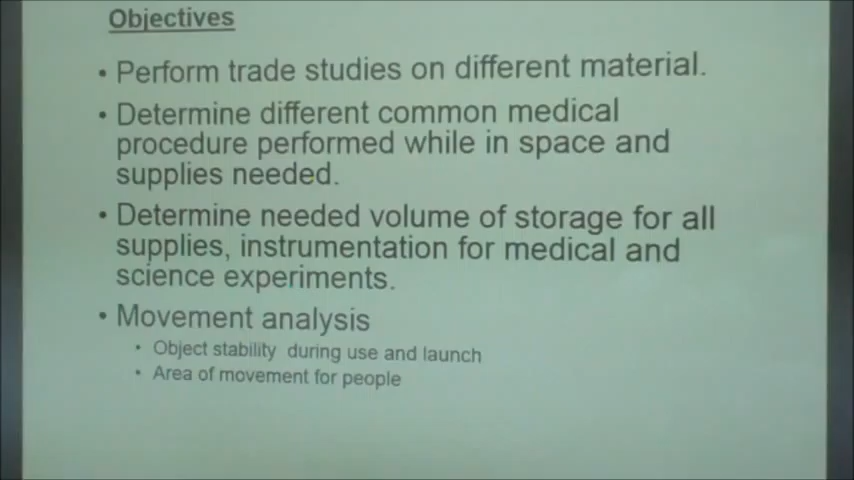 Objectives
• Perform trade studies on different material.
• Determine different common medical
procedure performed while in space and
supplies needed.
• Determine needed volume of storage for all
supplies, instrumentation for medical and
science experiments.
• Movement analysis
• Object stability during use and launch
• Area of movement for people